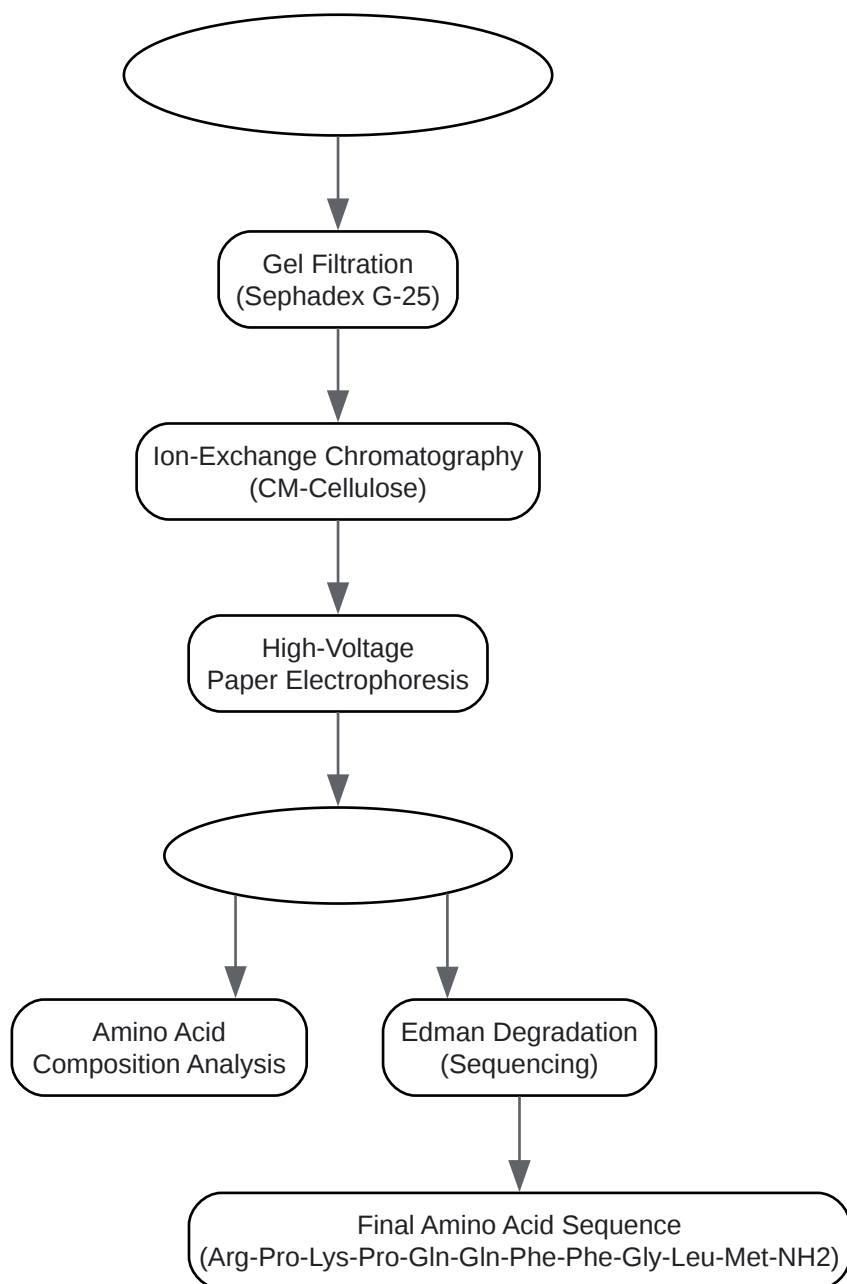 Gel Filtration
(Sephadex G-25)
Ion-Exchange Chromatography
(CM-Cellulose)
High-Voltage
Paper Electrophoresis
Amino Acid
Composition Analysis
Edman Degradation
(Sequencing)
Final Amino Acid Sequence
(Arg-Pro-Lys-Pro-Gln-Gln-Phe-Phe-Gly-Leu-Met-NH2)